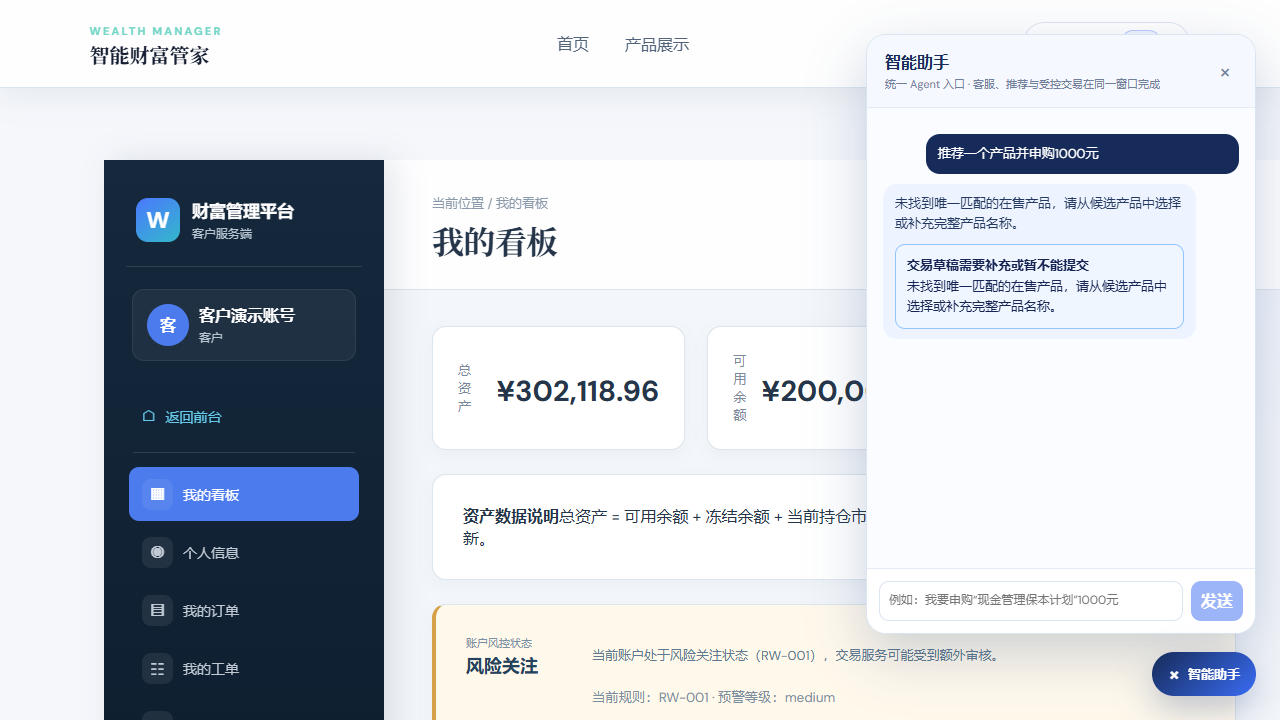 WEALTH MANAGER
智能财富管家
首页
产品展示
W
财富管理平台
客户服务端
客
客户演示账号
客户
返回前台
我的看板
个人信息
我的订单
我的工单
当前位置 / 我的看板
我的看板
总资产
¥302,118.96
可用余额
¥200,0
资产数据说明总资产 = 可用余额 + 冻结余额 + 当前持仓市
新。
账户风控状态
风险关注
当前账户处于风险关注状态（RW-001），交易服务可能受到额外审核。
当前规则：RW-001 · 预警等级：medium
智能助手
统一 Agent 入口 · 客服、推荐与受控交易在同一窗口完成
×
推荐一个产品并申购1000元
未找到唯一匹配的在售产品，请从候选产品中选择
或补充完整产品名称。
交易草稿需要补充或暂不能提交
未找到唯一匹配的在售产品，请从候选产品中
选择或补充完整产品名称。
例如：我要申购“现金管理保本计划”1000元
发送
× 智能助手